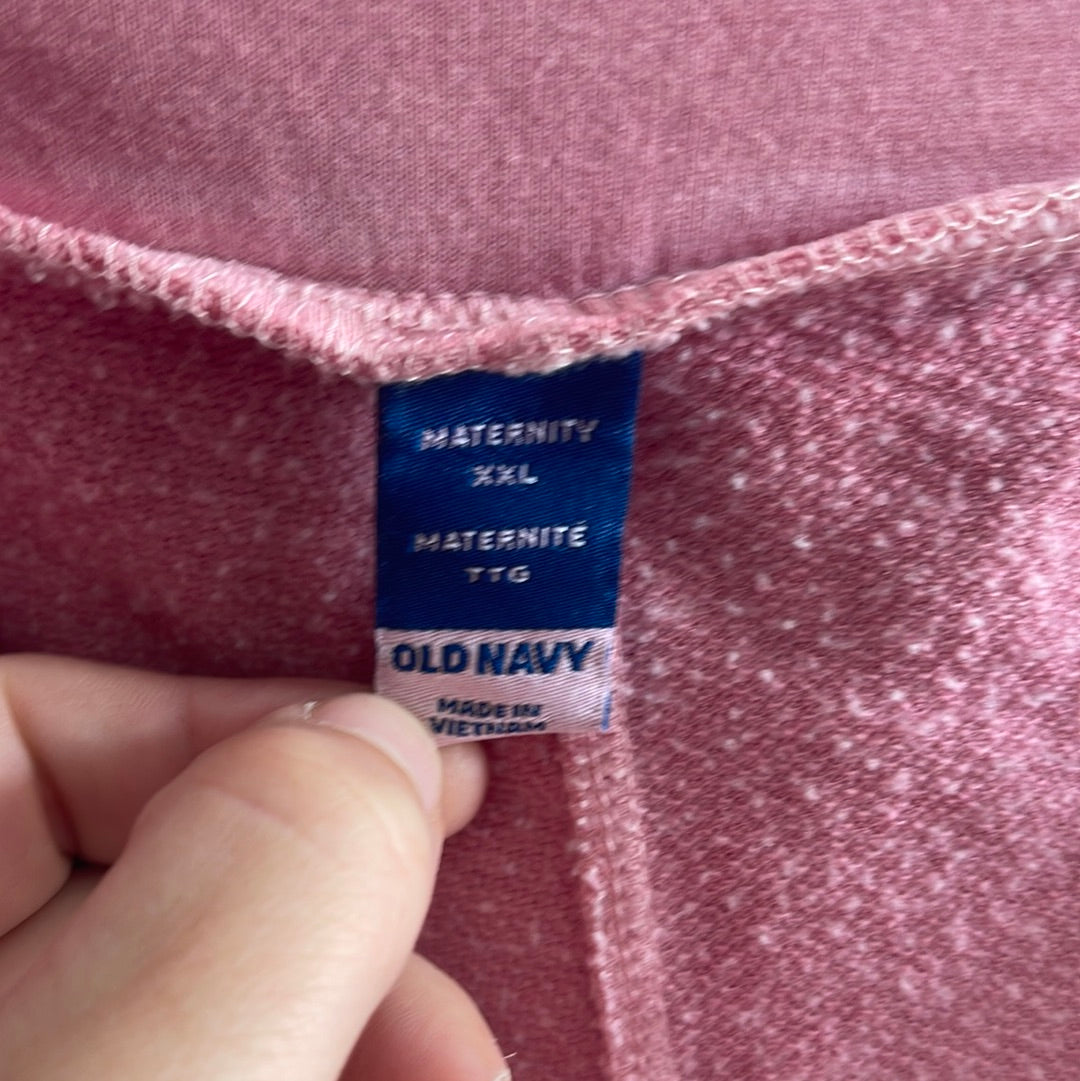 MATERNITY
XXL
MATERNITÉ
TTG
OLD NAVY
MADE IN
VIETNAM